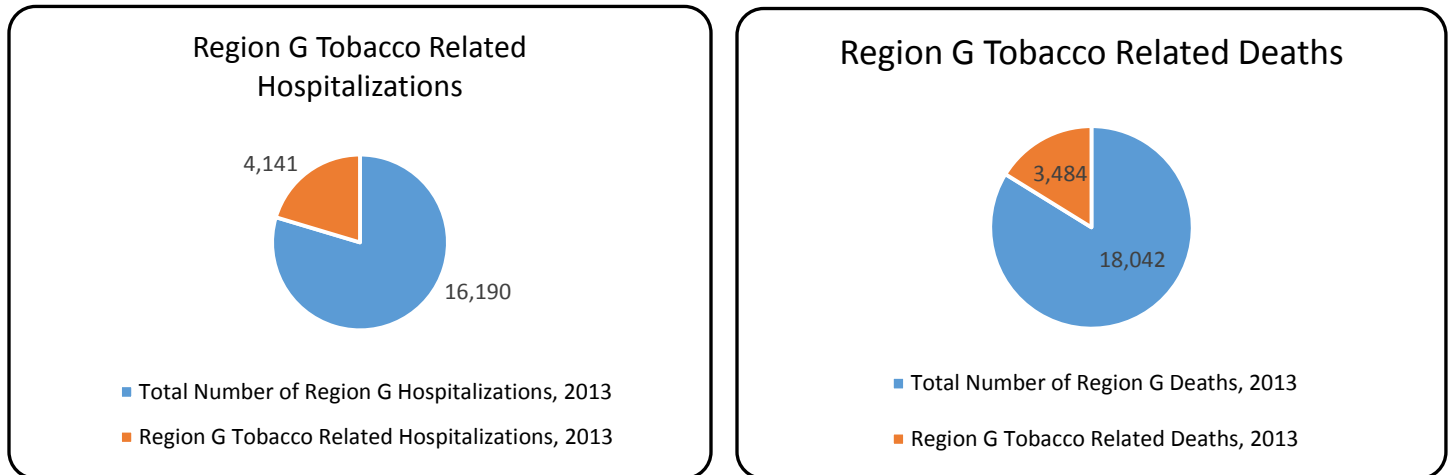 Region G Tobacco Related
Hospitalizations
4,141
16,190
Total Number of Region G Hospitalizations, 2013
Region G Tobacco Related Hospitalizations, 2013
Region G Tobacco Related Deaths
3,484
18,042
Total Number of Region G Deaths, 2013
Region G Tobacco Related Deaths, 2013